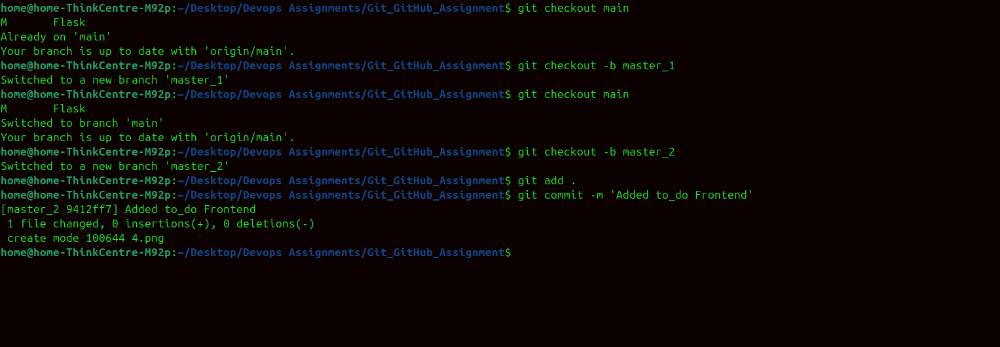 home@home-ThinkCentre-M92p:~/Desktop/Devops Assignments/Git_GitHub_Assignment$ git checkout main
M       Flask
Already on 'main'
Your branch is up to date with 'origin/main'.
home@home-ThinkCentre-M92p:~/Desktop/Devops Assignments/Git_GitHub_Assignment$ git checkout -b master_1
Switched to a new branch 'master_1'
home@home-ThinkCentre-M92p:~/Desktop/Devops Assignments/Git_GitHub_Assignment$ git checkout main
M       Flask
Switched to branch 'main'
Your branch is up to date with 'origin/main'.
home@home-ThinkCentre-M92p:~/Desktop/Devops Assignments/Git_GitHub_Assignment$ git checkout -b master_2
Switched to a new branch 'master_2'
home@home-ThinkCentre-M92p:~/Desktop/Devops Assignments/Git_GitHub_Assignment$ git add .
home@home-ThinkCentre-M92p:~/Desktop/Devops Assignments/Git_GitHub_Assignment$ git commit -m 'Added to_do Frontend'
[master_2 9412ff7] Added to_do Frontend
 1 file changed, 0 insertions(+), 0 deletions(-)
 create mode 100644 4.png
home@home-ThinkCentre-M92p:~/Desktop/Devops Assignments/Git_GitHub_Assignment$